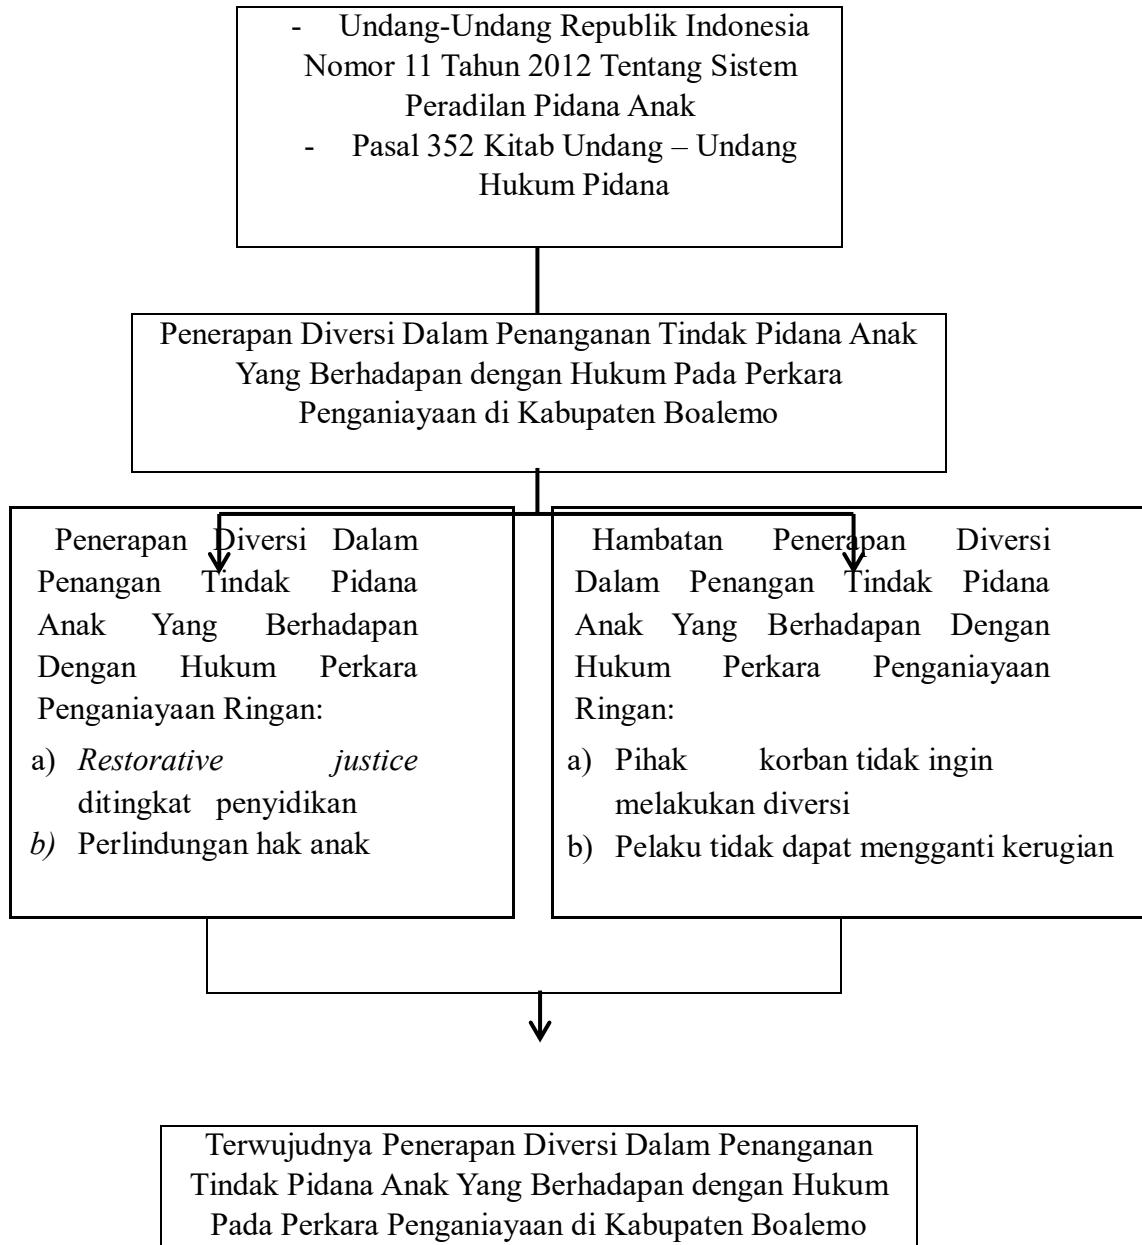 - Undang-Undang Republik Indonesia
Nomor 11 Tahun 2012 Tentang Sistem
Peradilan Pidana Anak
- Pasal 352 Kitab Undang – Undang
Hukum Pidana
Penerapan Diversi Dalam Penanganan Tindak Pidana Anak
Yang Berhadapan dengan Hukum Pada Perkara
Penganiayaan di Kabupaten Boalemo
Penerapan Diversi Dalam
Penangan Tindak Pidana
Anak Yang Berhadapan
Dengan Hukum Perkara
Penganiayaan Ringan:
a) Restorative justice
ditingkat penyidikan
b) Perlindungan hak anak
Hambatan Penerapan Diversi
Dalam Penangan Tindak Pidana
Anak Yang Berhadapan Dengan
Hukum Perkara Penganiayaan
Ringan:
a) Pihak korban tidak ingin
melakukan diversi
b) Pelaku tidak dapat mengganti kerugian
Terwujudnya Penerapan Diversi Dalam Penanganan
Tindak Pidana Anak Yang Berhadapan dengan Hukum
Pada Perkara Penganiayaan di Kabupaten Boalemo